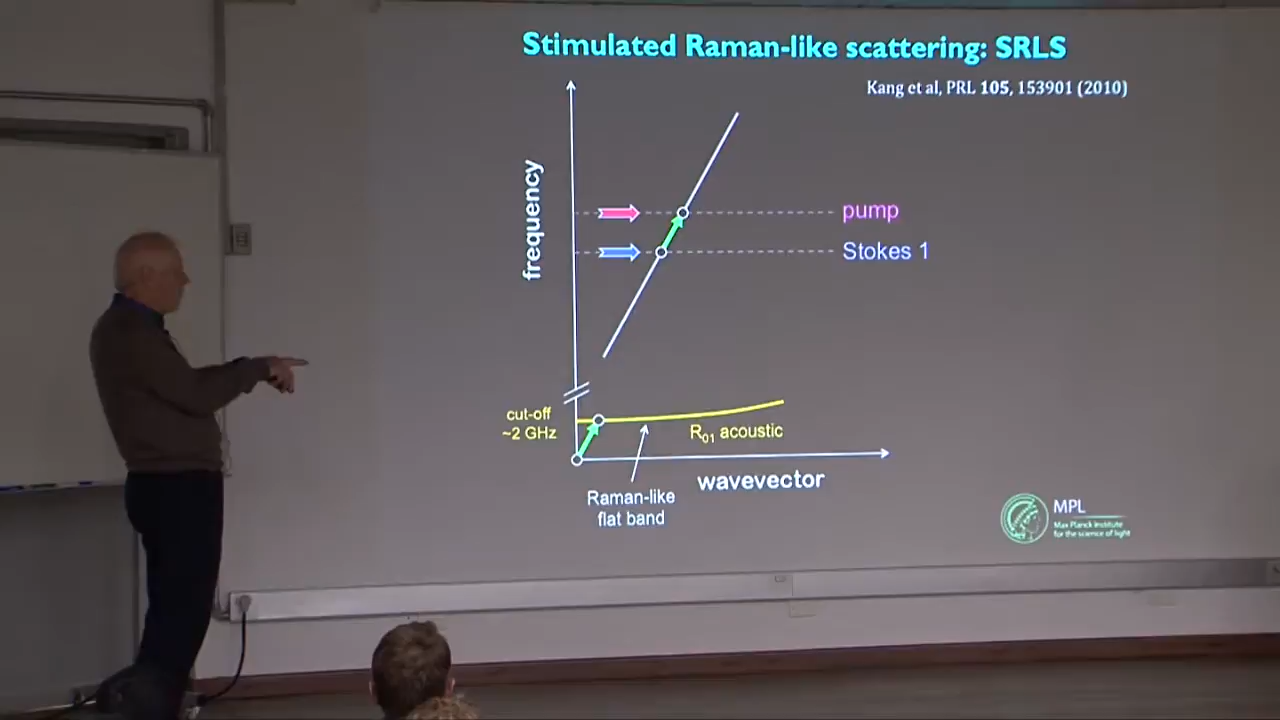 Stimulated Raman-like scattering: SRLS
Kang et al, PRL 105, 153901 (2010)
frequency
pump
Stokes 1
cut-off
~2 GHz
R01 acoustic
wavevector
Raman-like
flat band
MPL
Max Planck Institute
for the science of light